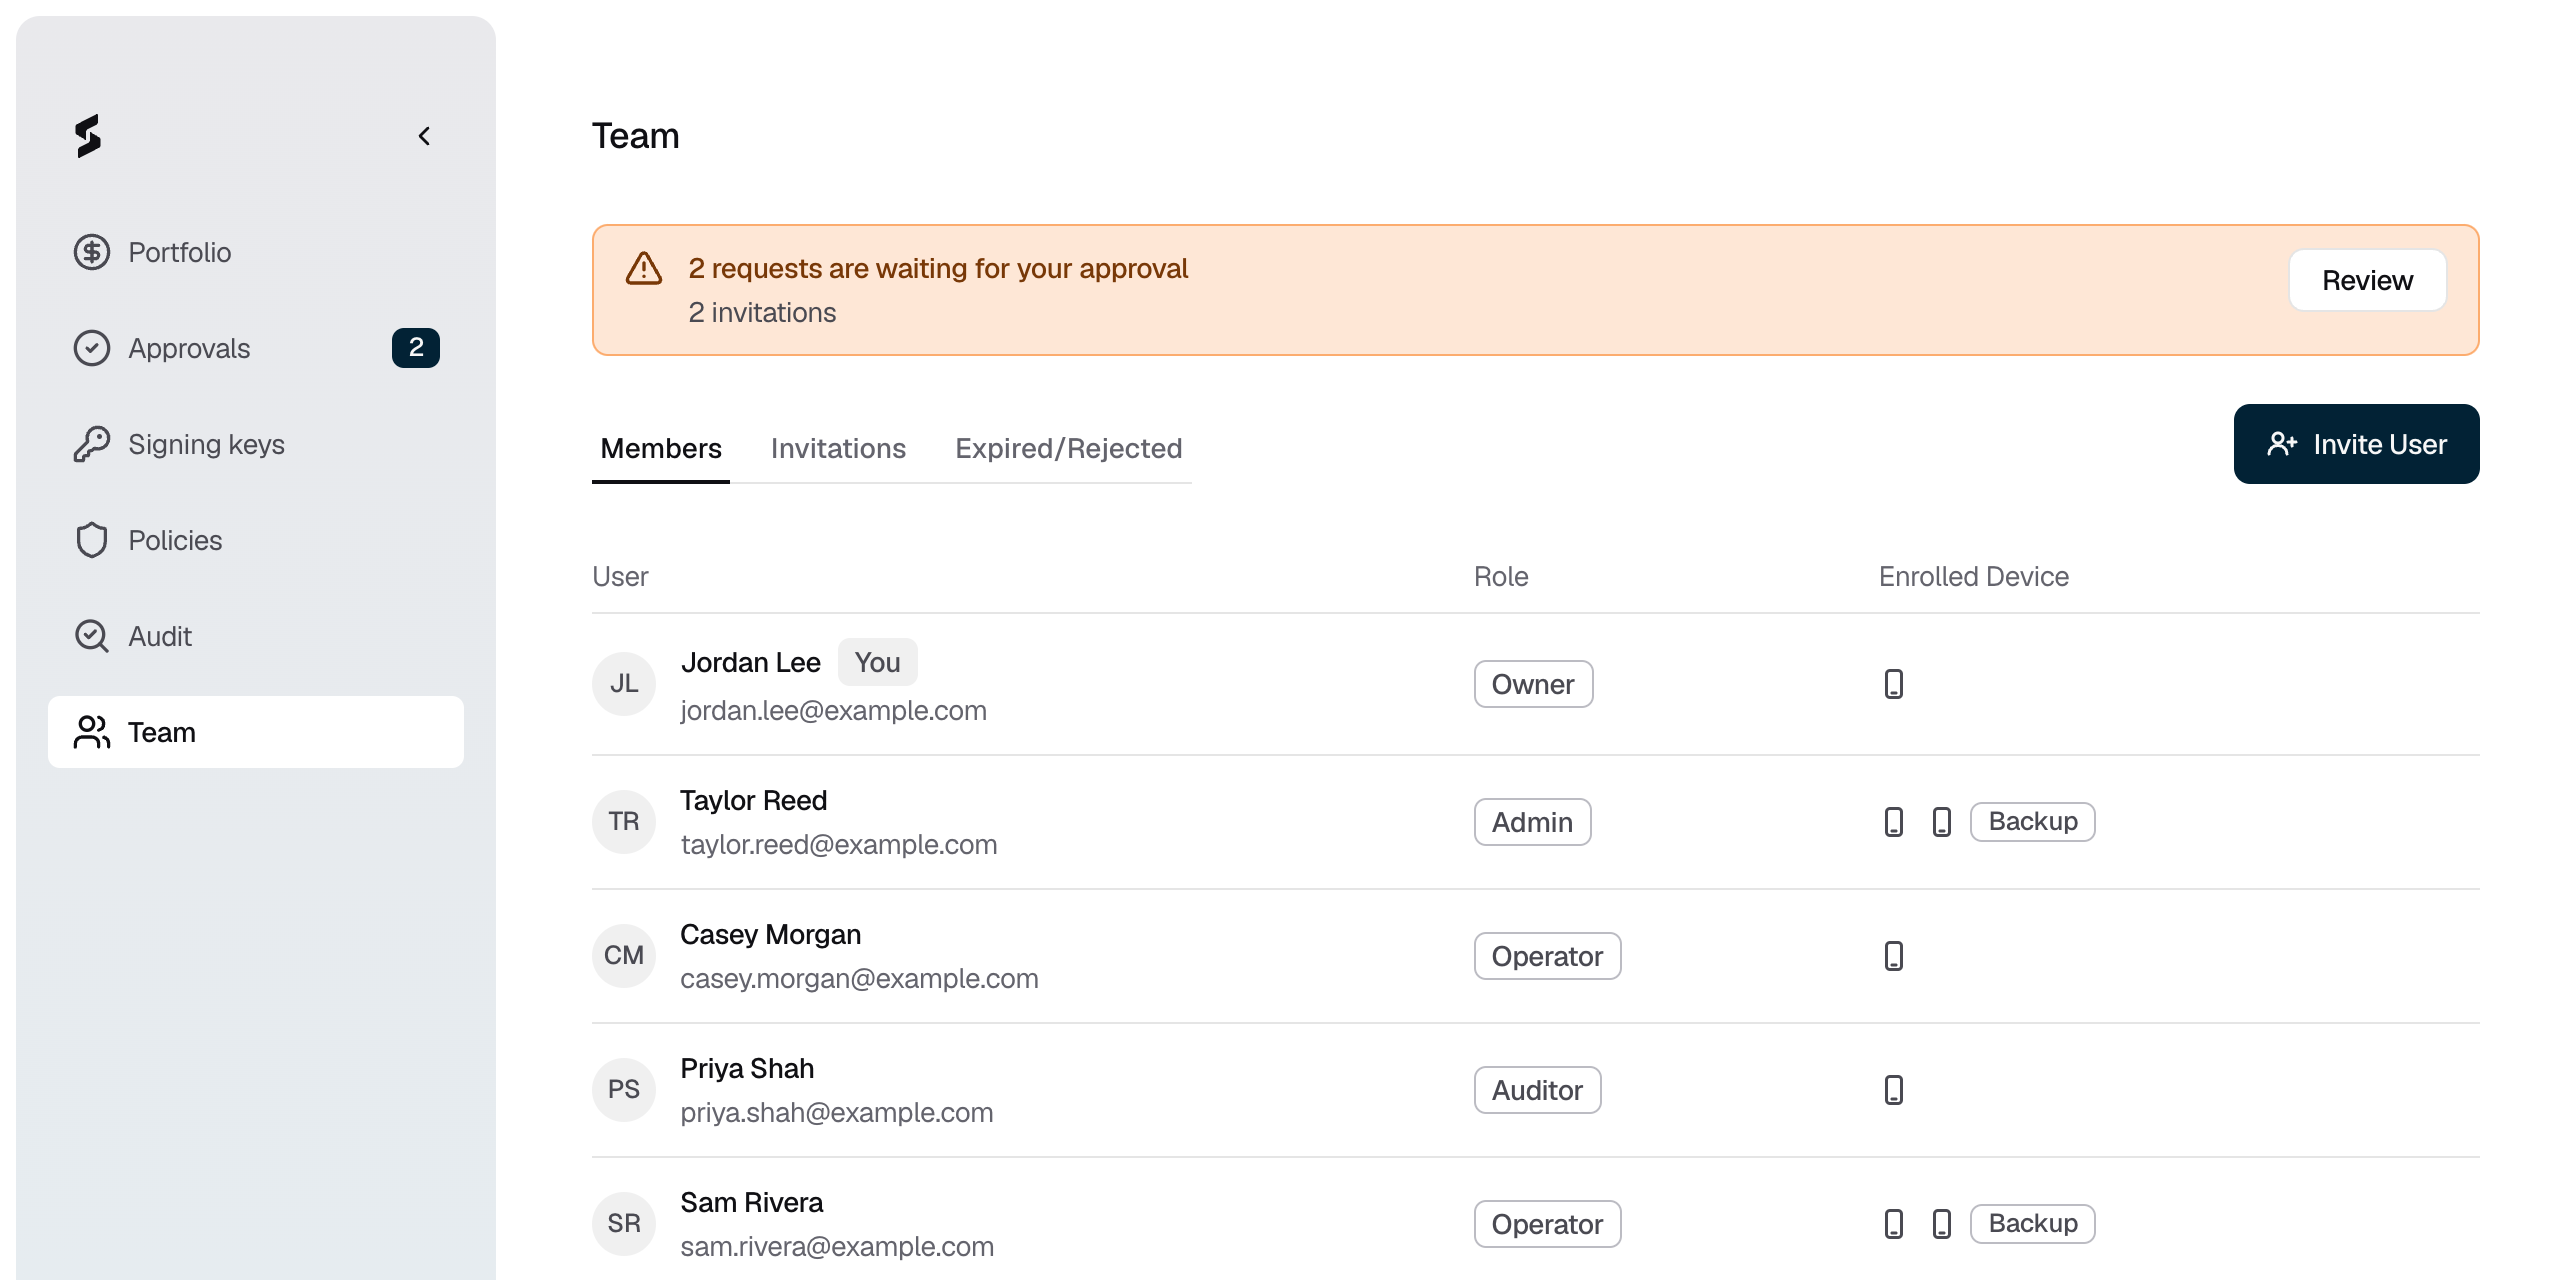 Portfolio
Approvals 2
Signing keys
Policies
Audit
Team
Team
2 requests are waiting for your approval
2 invitations
Review
Members Invitations Expired/Rejected
Invite User
User Role Enrolled Device
JL Jordan Lee You
jordan.lee@example.com
Owner
TR Taylor Reed
taylor.reed@example.com
Admin
Backup
CM Casey Morgan
casey.morgan@example.com
Operator
PS Priya Shah
priya.shah@example.com
Auditor
SR Sam Rivera
sam.rivera@example.com
Operator
Backup